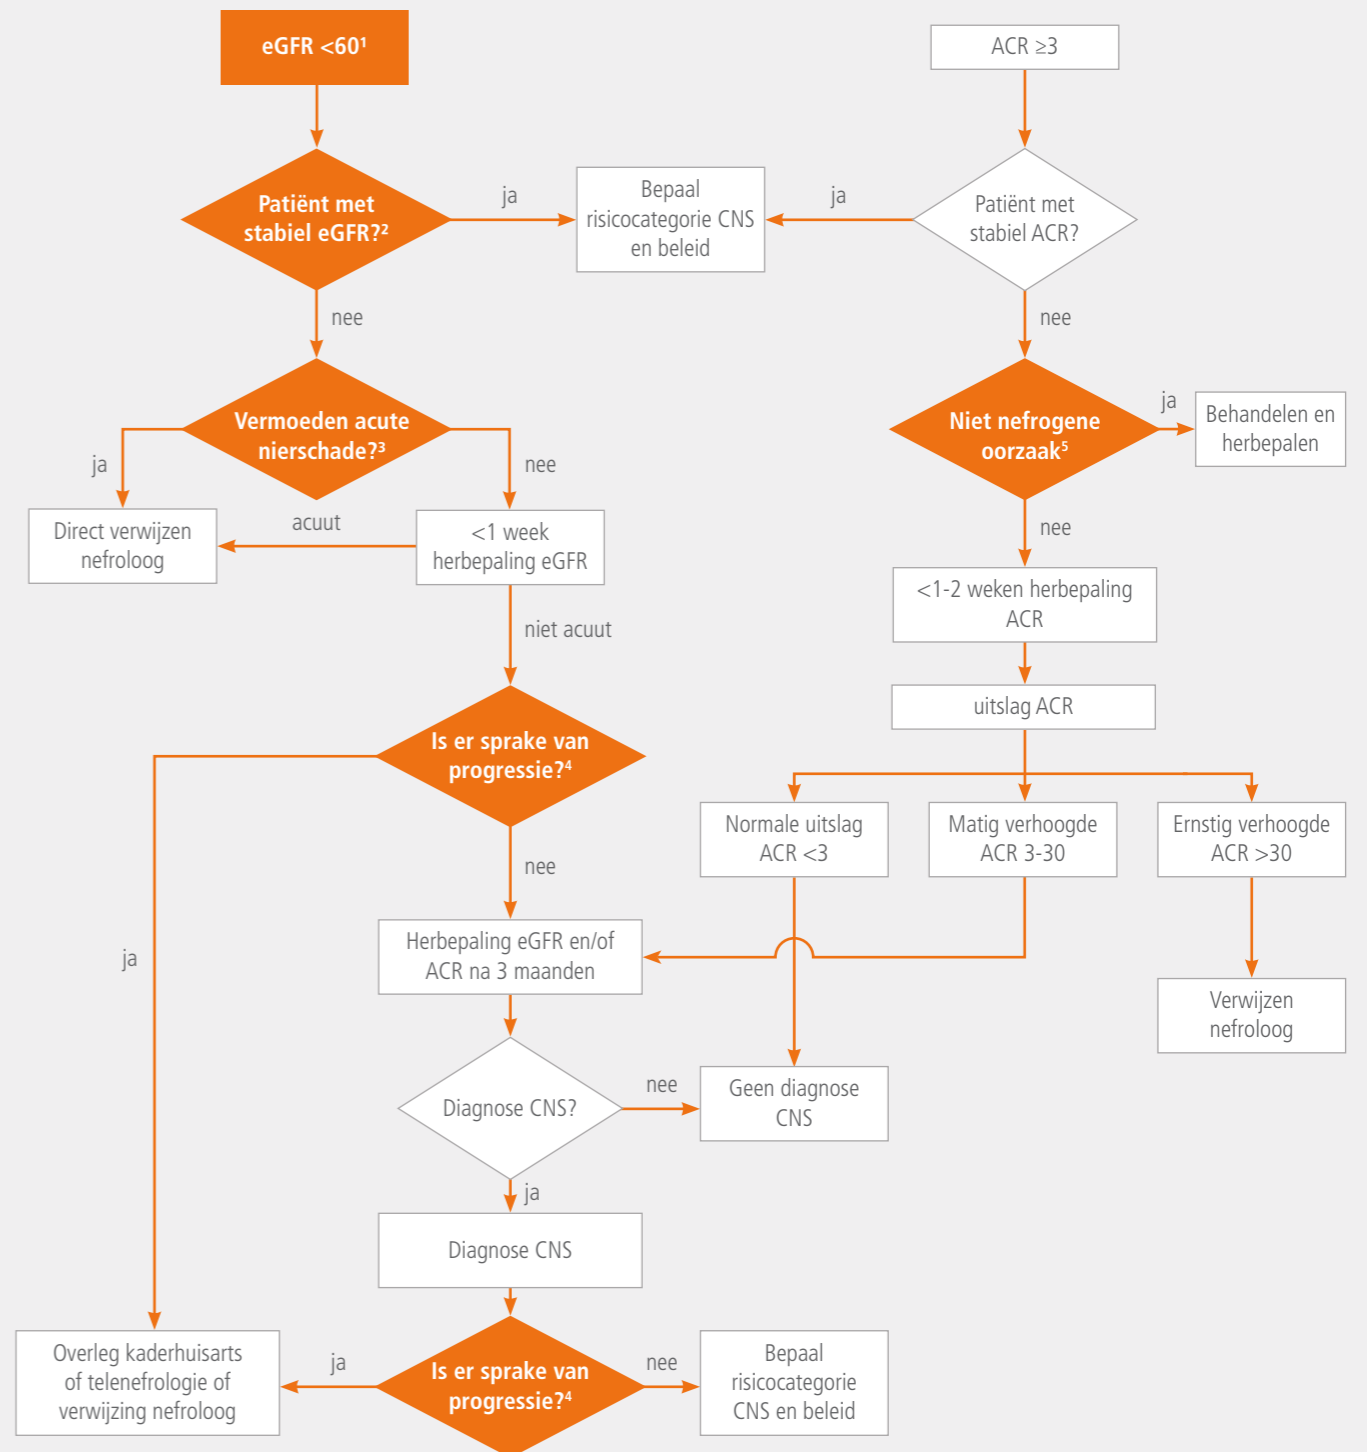 eGFR <60¹
ACR ≥3
Patiënt met
stabiel eGFR?²
ja
Bepaal
risicocategorie CNS
en beleid
ja
Patiënt met
stabiel ACR?
nee
nee
Vermoeden acute
nierschade?³
ja
nee
Niet nefrogene
oorzaak⁵
ja
Behandelen en
herbepalen
Direct verwijzen
nefroloog
acuut
<1 week
herbepaling eGFR
nee
<1-2 weken herbepaling
ACR
niet acuut
uitslag ACR
Is er sprake van
progressie?⁴
Normale uitslag
ACR <3
Matig verhoogde
ACR 3-30
Ernstig verhoogde
ACR >30
nee
ja
Herbepaling eGFR en/of
ACR na 3 maanden
Verwijzen
nefroloog
Diagnose CNS?
nee
Geen diagnose
CNS
ja
Diagnose CNS
Overleg kaderhuisarts
of telenefrologie of
verwijzing nefroloog
ja
Is er sprake van
progressie?⁴
nee
Bepaal
risicocategorie
CNS en beleid